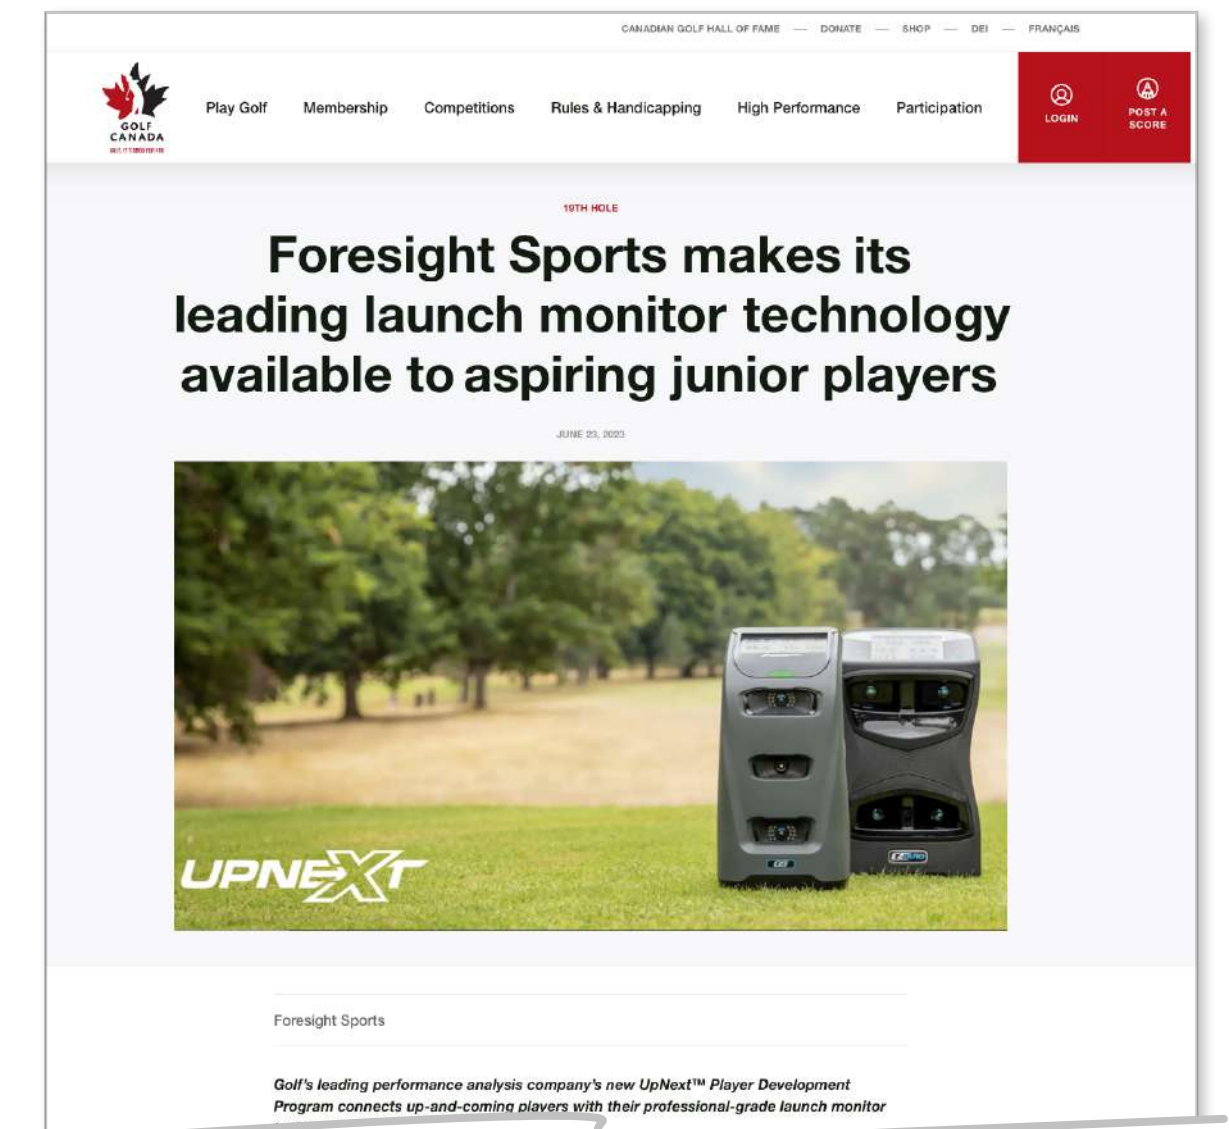 CANADIAN GOLF HALL OF FAME — DONATE — SHOP — DEI — FRANÇAIS
GOLF
CANADA
Play Golf Membership Competitions Rules & Handicapping High Performance Participation
LOGIN
POST A
SCORE
19TH HOLE
Foresight Sports makes its
leading launch monitor technology
available to aspiring junior players
JUNE 23, 2023
UPNEXT
Foresight Sports
Golf's leading performance analysis company's new UpNext™ Player Development
Program connects up-and-coming players with their professional-grade launch monitor